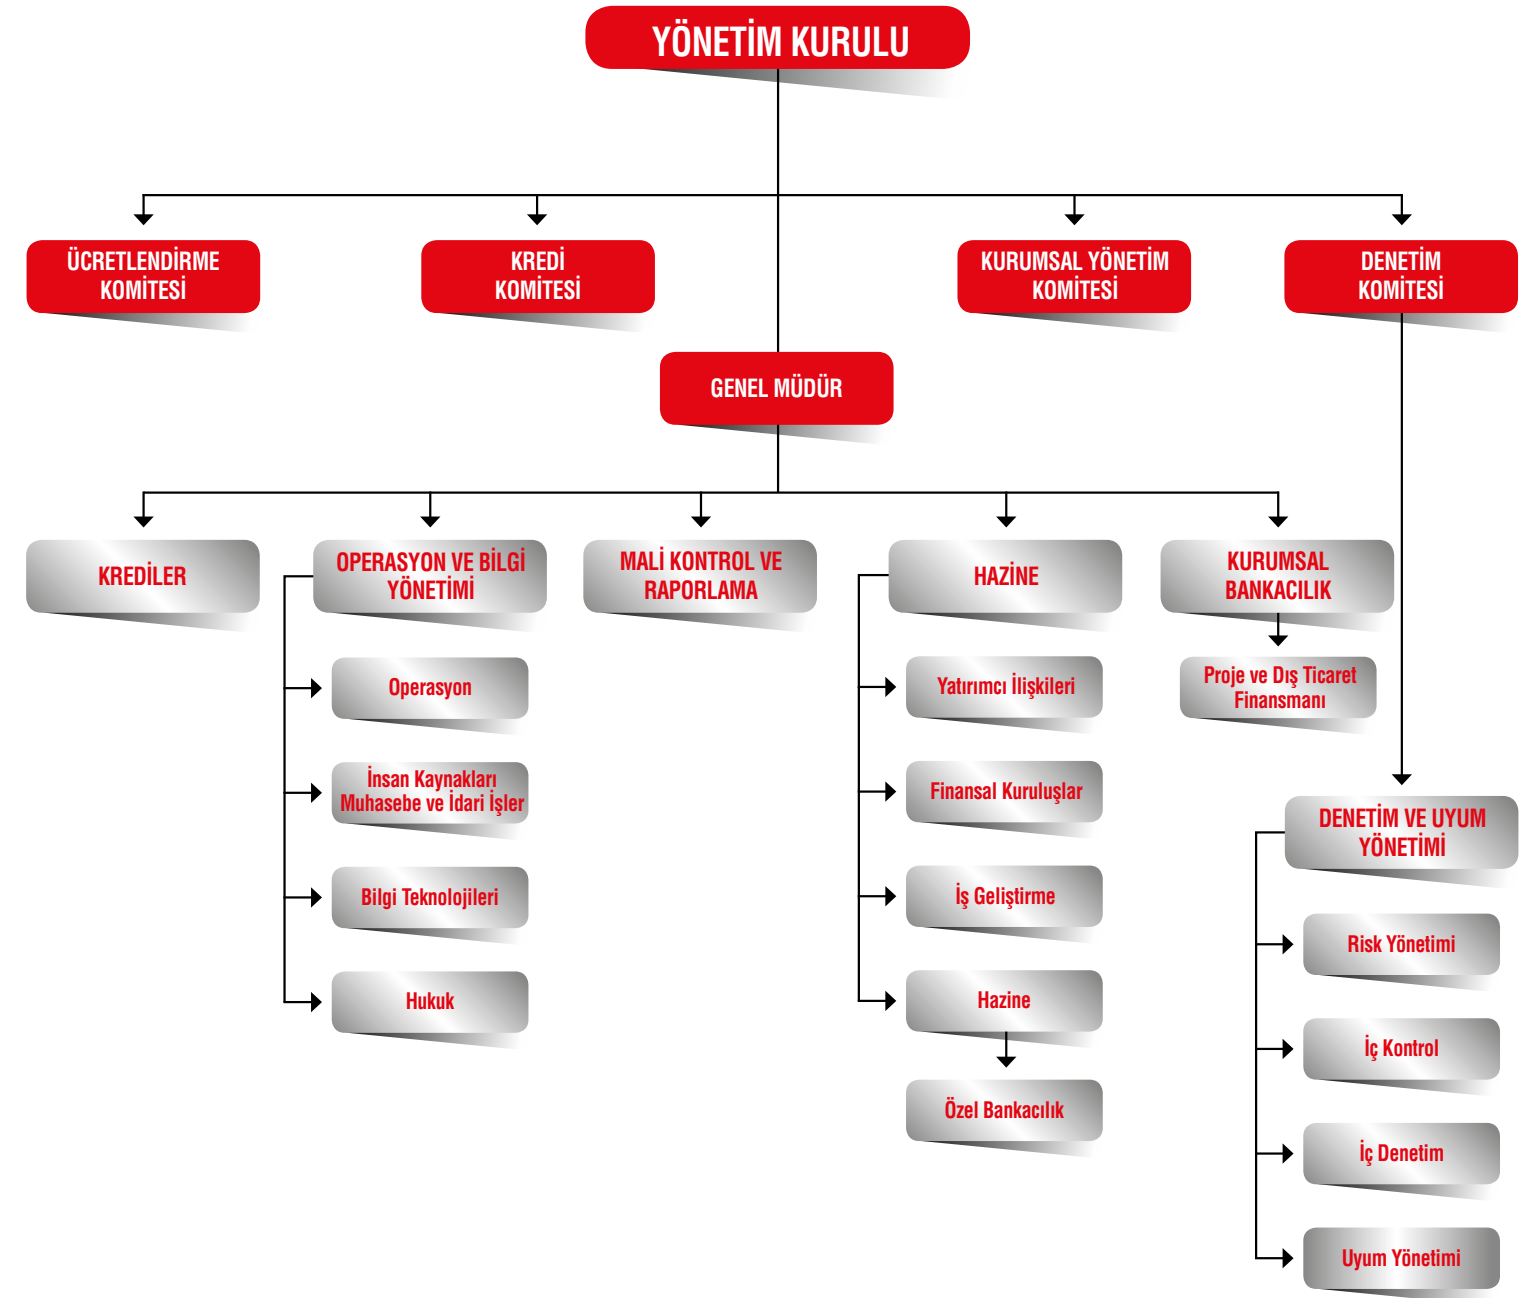 YÖNETİM KURULU
ÜCRETLENDİRME
KOMİTESİ
KREDİ
KOMİTESİ
KURUMSAL YÖNETİM
KOMİTESİ
DENETİM
KOMİTESİ
GENEL MÜDÜR
KREDİLER
OPERASYON VE BİLGİ
YÖNETİMİ
MALİ KONTROL VE
RAPORLAMA
HAZİNE
KURUMSAL
BANKACILIK
Operasyon
İnsan Kaynakları
Muhasebe ve İdari İşler
Bilgi Teknolojileri
Hukuk
Yatırımcı İlişkileri
Finansal Kuruluşlar
İş Geliştirme
Hazine
Özel Bankacılık
Proje ve Dış Ticaret
Finansmanı
DENETİM VE UYUM
YÖNETİMİ
Risk Yönetimi
İç Kontrol
İç Denetim
Uyum Yönetimi